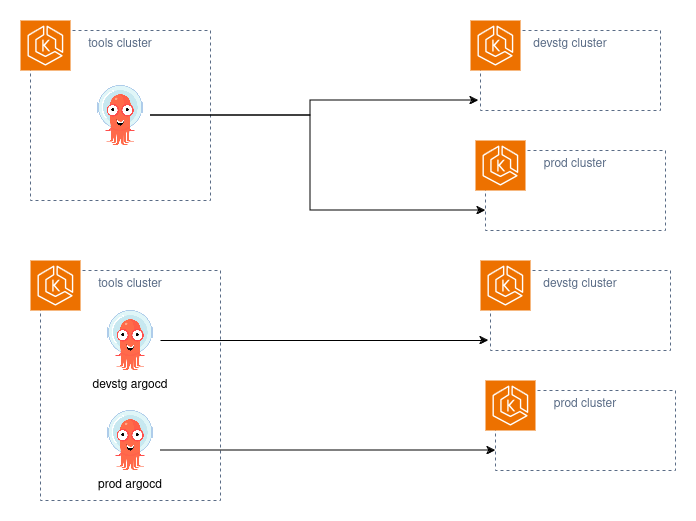 tools cluster
devstg cluster
prod cluster
tools cluster
devstg cluster
devstg argocd
prod cluster
prod argocd